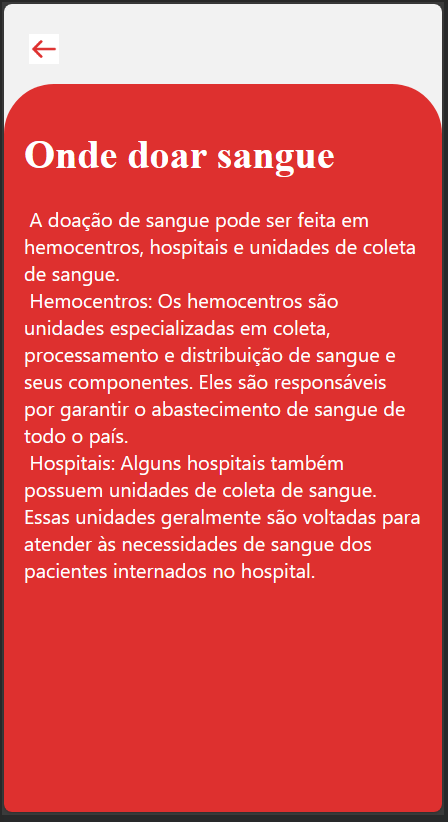 Onde doar sangue
A doação de sangue pode ser feita em
hemocentros, hospitais e unidades de coleta
de sangue.
Hemocentros: Os hemocentros são
unidades especializadas em coleta,
processamento e distribuição de sangue e
seus componentes. Eles são responsáveis
por garantir o abastecimento de sangue de
todo o país.
Hospitais: Alguns hospitais também
possuem unidades de coleta de sangue.
Essas unidades geralmente são voltadas para
atender às necessidades de sangue dos
pacientes internados no hospital.